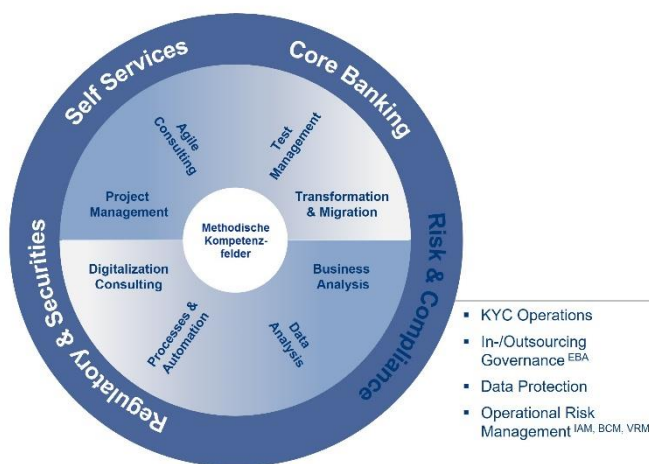 Self Services
Core Banking
Risk & Compliance
Regulatory & Securities
Agile
Consulting
Test
Management
Project
Management
Transformation
& Migration
Methodische
Kompetenz-
felder
Digitalization
Consulting
Business
Analysis
Processes &
Automation
Data
Analysis
▪ KYC Operations
▪ In-/Outsourcing
Governance EBA
▪ Data Protection
▪ Operational Risk
Management IAM, BCM, VRM